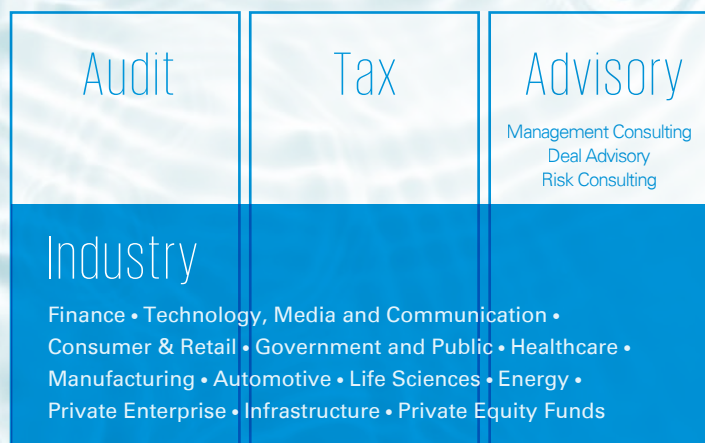 Audit
Tax
Advisory
Management Consulting
Deal Advisory
Risk Consulting
Industry
Finance • Technology, Media and Communication •
Consumer & Retail • Government and Public • Healthcare •
Manufacturing • Automotive • Life Sciences • Energy •
Private Enterprise • Infrastructure • Private Equity Funds